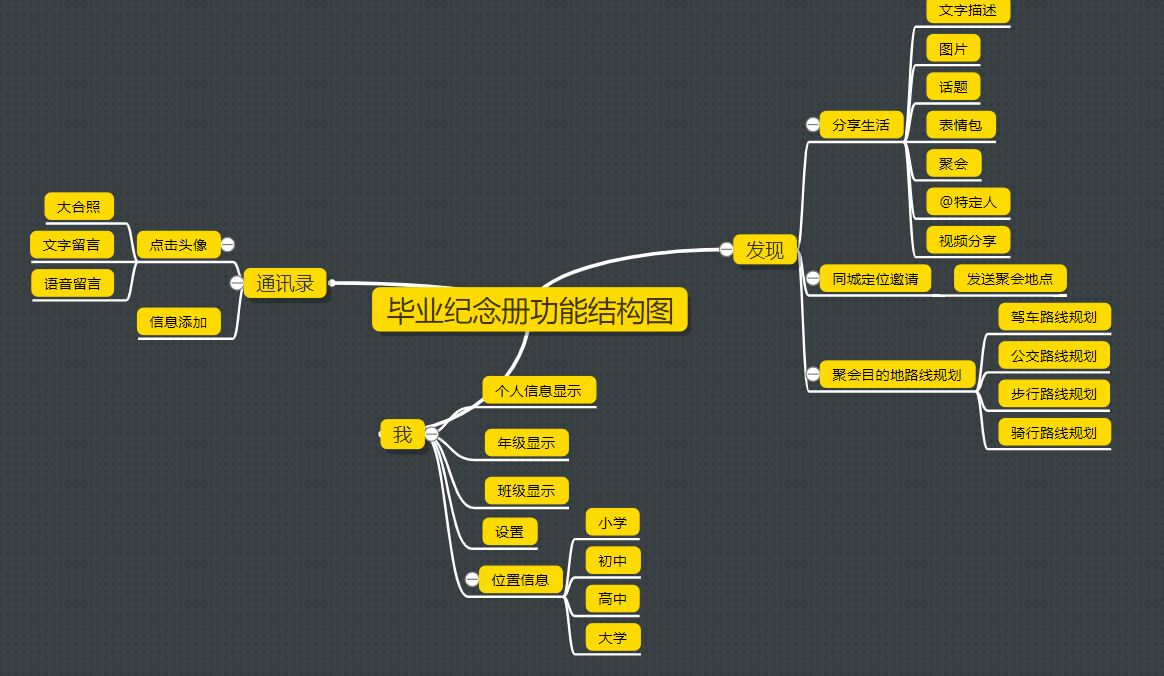 毕业纪念册功能结构图
通讯录
点击头像
大合照
文字留言
语音留言
信息添加
发现
分享生活
文字描述
图片
话题
表情包
聚会
@特定人
视频分享
同城定位邀请
发送聚会地点
聚会目的地路线规划
驾车路线规划
公交路线规划
步行路线规划
骑行路线规划
我
个人信息显示
年级显示
班级显示
设置
位置信息
小学
初中
高中
大学